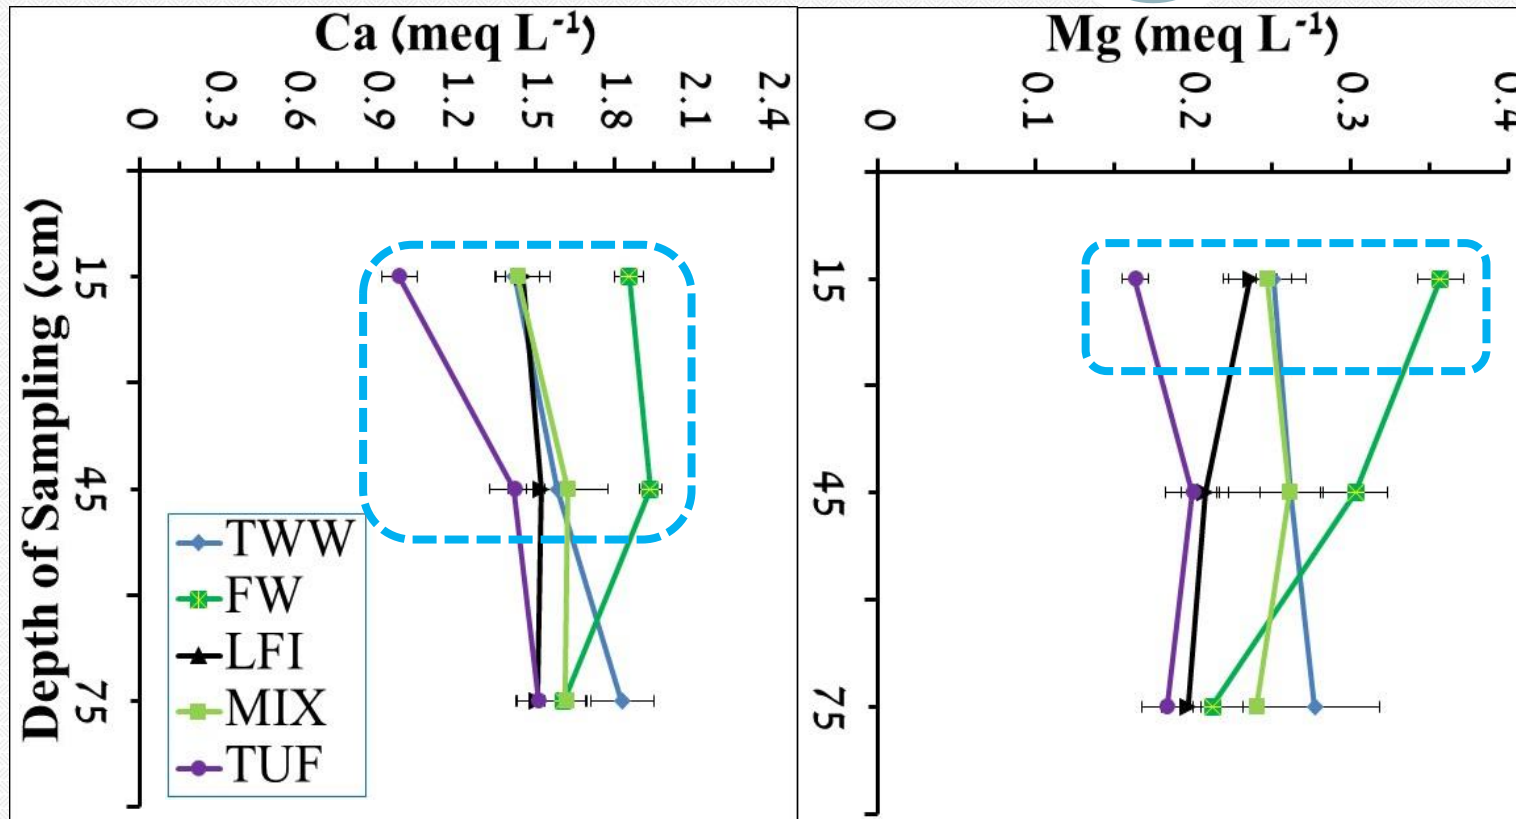 Ca (meq L⁻¹)
0 0.3 0.6 0.9 1.2 1.5 1.8 2.1 2.4
Depth of Sampling (cm)
15
45
75
TWW
FW
LFI
MIX
TUF
Mg (meq L⁻¹)
0 0.1 0.2 0.3 0.4
15
45
75